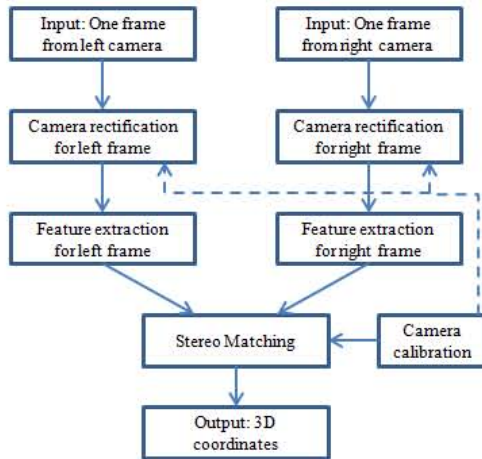 Input: One frame
from left camera
Input: One frame
from right camera
Camera rectification
for left frame
Camera rectification
for right frame
Feature extraction
for left frame
Feature extraction
for right frame
Stereo Matching
Camera
calibration
Output: 3D
coordinates